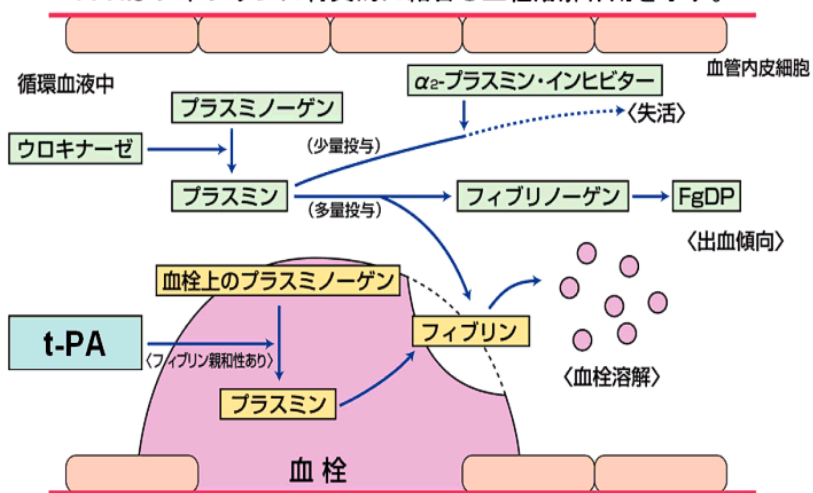 血管内皮細胞
循環血液中
α2-プラスミン・インヒビター
プラスミノーゲン
〈失活〉
ウロキナーゼ
(少量投与)
プラスミン
(多量投与)
フィブリノーゲン
FgDP
〈出血傾向〉
血栓上のプラスミノーゲン
t-PA
〈フィブリン親和性あり〉
フィブリン
〈血栓溶解〉
プラスミン
血栓